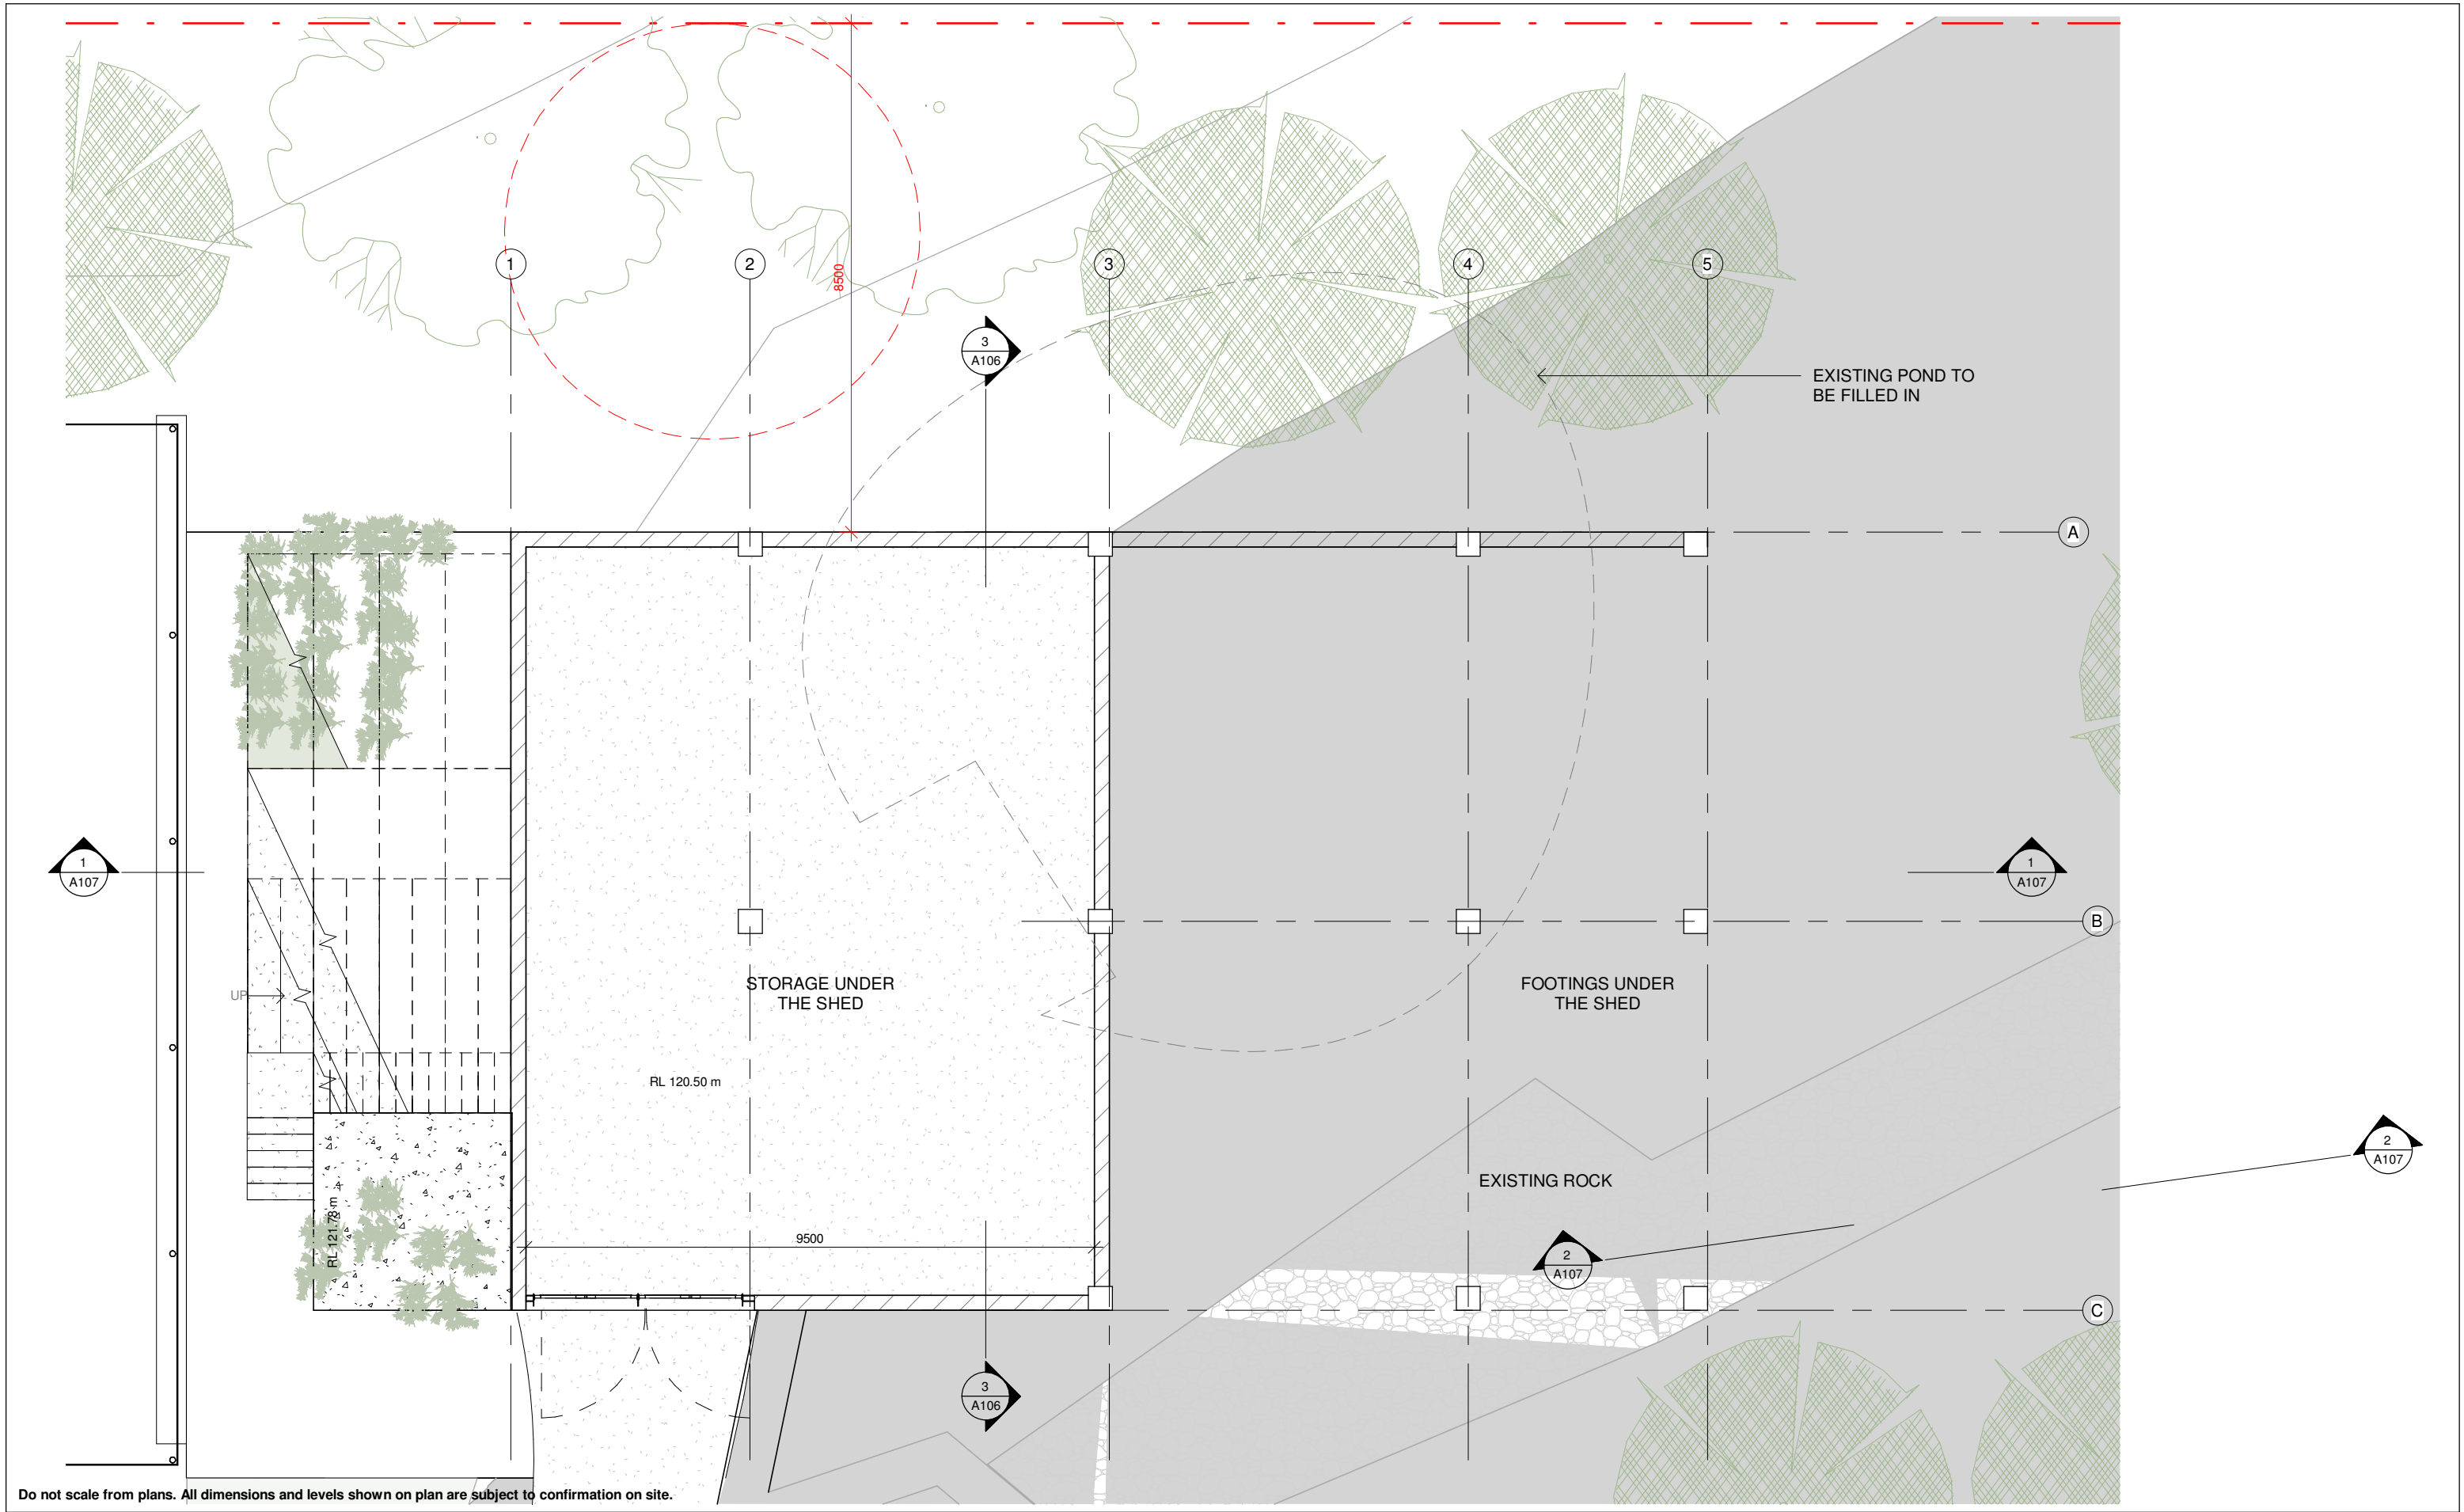 8500
1
2
3
4
5
3
A106
EXISTING POND TO
BE FILLED IN
A
1
A107
1
A107
B
STORAGE UNDER
THE SHED
FOOTINGS UNDER
THE SHED
UP
RL 120.50 m
2
A107
EXISTING ROCK
RL 121.78 m
9500
2
A107
C
3
A106
Do not scale from plans. All dimensions and levels shown on plan are subject to confirmation on site.